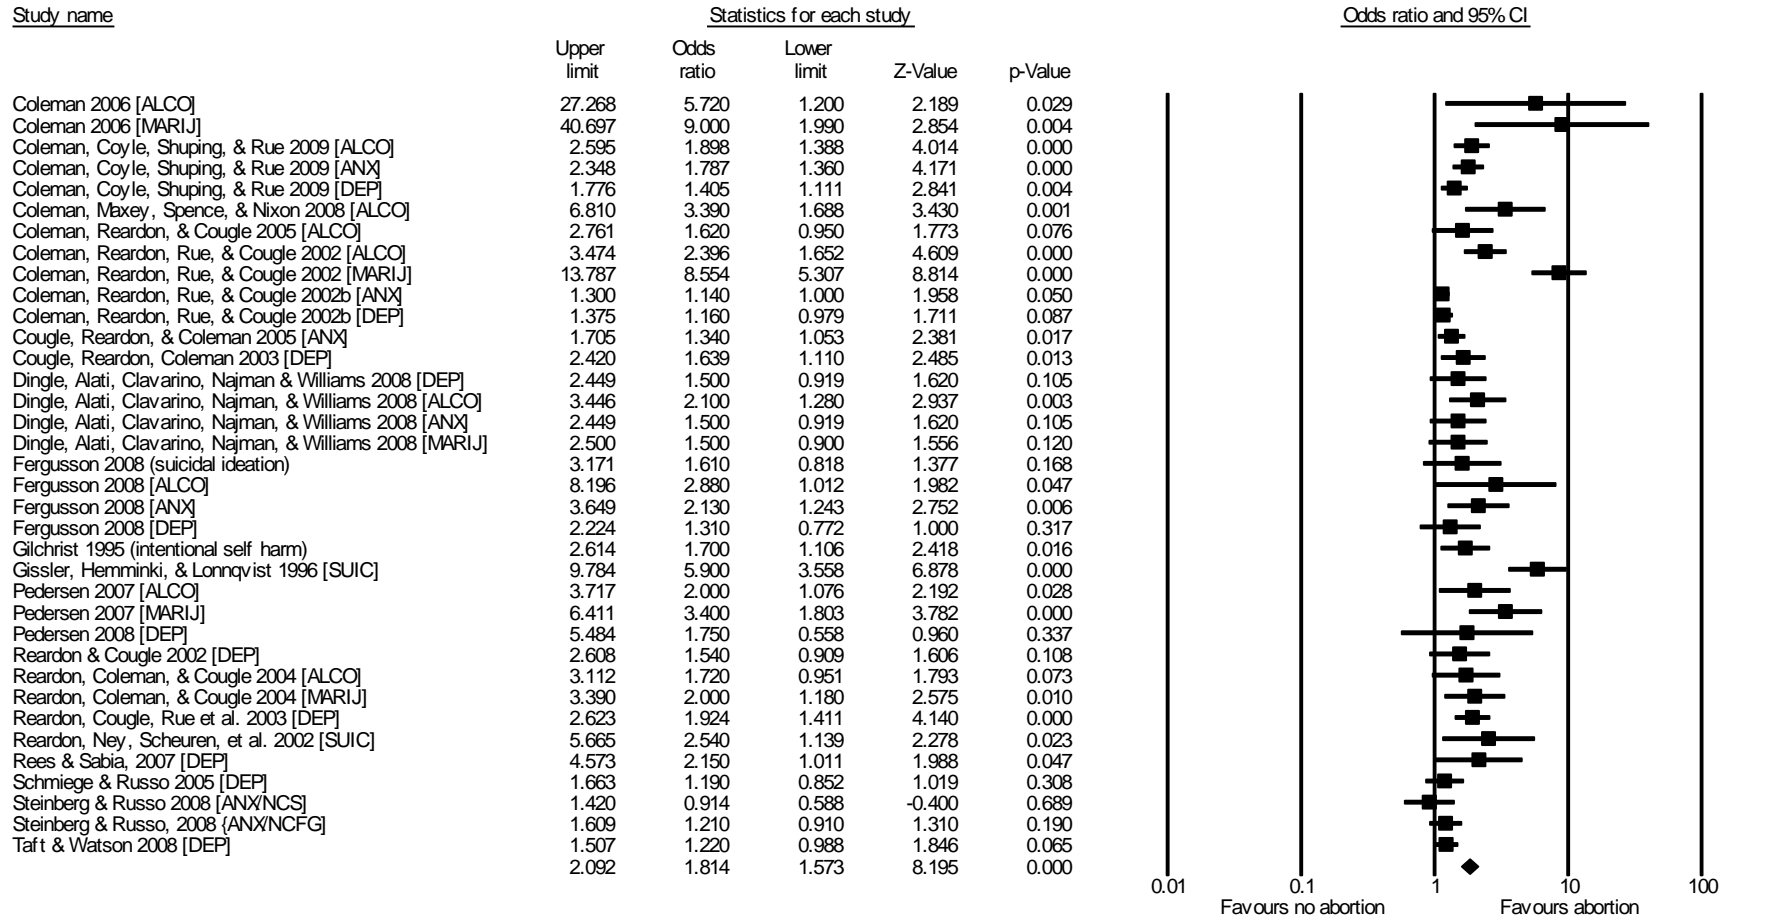 Study name Statistics for each study Odds ratio and 95% CI
Upper Odds Lower
limit ratio limit Z-Value p-Value
Coleman 2006 [ALCO] 27.268 5.720 1.200 2.189 0.029
Coleman 2006 [MARIJ] 40.697 9.000 1.990 2.854 0.004
Coleman, Coyle, Shuping, & Rue 2009 [ALCO] 2.595 1.898 1.388 4.014 0.000
Coleman, Coyle, Shuping, & Rue 2009 [ANX] 2.348 1.787 1.360 4.171 0.000
Coleman, Coyle, Shuping, & Rue 2009 [DEP] 1.776 1.405 1.111 2.841 0.004
Coleman, Maxey, Spence, & Nixon 2008 [ALCO] 6.810 3.390 1.688 3.430 0.001
Coleman, Reardon, & Cougle 2005 [ALCO] 2.761 1.620 0.950 1.773 0.076
Coleman, Reardon, Rue, & Cougle 2002 [ALCO] 3.474 2.396 1.652 4.609 0.000
Coleman, Reardon, Rue, & Cougle 2002 [MARIJ] 13.787 8.554 5.307 8.814 0.000
Coleman, Reardon, Rue, & Cougle 2002b [ANX] 1.300 1.140 1.000 1.958 0.050
Coleman, Reardon, Rue, & Cougle 2002b [DEP] 1.375 1.160 0.979 1.711 0.087
Cougle, Reardon, & Coleman 2005 [ANX] 1.705 1.340 1.053 2.381 0.017
Cougle, Reardon, Coleman 2003 [DEP] 2.420 1.639 1.110 2.485 0.013
Dingle, Alati, Clavarino, Najman & Williams 2008 [DEP] 2.449 1.500 0.919 1.620 0.105
Dingle, Alati, Clavarino, Najman, & Williams 2008 [ALCO] 3.446 2.100 1.280 2.937 0.003
Dingle, Alati, Clavarino, Najman, & Williams 2008 [ANX] 2.449 1.500 0.919 1.620 0.105
Dingle, Alati, Clavarino, Najman, & Williams 2008 [MARIJ] 2.500 1.500 0.900 1.556 0.120
Fergusson 2008 (suicidal ideation) 3.171 1.610 0.818 1.377 0.168
Fergusson 2008 [ALCO] 8.196 2.880 1.012 1.982 0.047
Fergusson 2008 [ANX] 3.649 2.130 1.243 2.752 0.006
Fergusson 2008 [DEP] 2.224 1.310 0.772 1.000 0.317
Gilchrist 1995 (intentional self harm) 2.614 1.700 1.106 2.418 0.016
Gissler, Hemminki, & Lonnqvist 1996 [SUIC] 9.784 5.900 3.558 6.878 0.000
Pedersen 2007 [ALCO] 3.717 2.000 1.076 2.192 0.028
Pedersen 2007 [MARIJ] 6.411 3.400 1.803 3.782 0.000
Pedersen 2008 [DEP] 5.484 1.750 0.558 0.960 0.337
Reardon & Cougle 2002 [DEP] 2.608 1.540 0.909 1.606 0.108
Reardon, Coleman, & Cougle 2004 [ALCO] 3.112 1.720 0.951 1.793 0.073
Reardon, Coleman, & Cougle 2004 [MARIJ] 3.390 2.000 1.180 2.575 0.010
Reardon, Cougle, Rue et al. 2003 [DEP] 2.623 1.924 1.411 4.140 0.000
Reardon, Ney, Scheuren, et al. 2002 [SUIC] 5.665 2.540 1.139 2.278 0.023
Rees & Sabia, 2007 [DEP] 4.573 2.150 1.011 1.988 0.047
Schmiege & Russo 2005 [DEP] 1.663 1.190 0.852 1.019 0.308
Steinberg & Russo 2008 [ANX/NCS] 1.420 0.914 0.588 -0.400 0.689
Steinberg & Russo, 2008 {ANX/NCFG] 1.609 1.210 0.910 1.310 0.190
Taft & Watson 2008 [DEP] 1.507 1.220 0.988 1.846 0.065
2.092 1.814 1.573 8.195 0.000
0.01 0.1 1 10 100
Favours no abortion Favours abortion